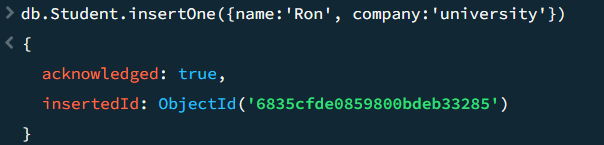 > db.Student.insertOne({name:'Ron', company:'university'})
< {
acknowledged: true,
insertedId: ObjectId('6835cfde0859800bdeb33285')
}